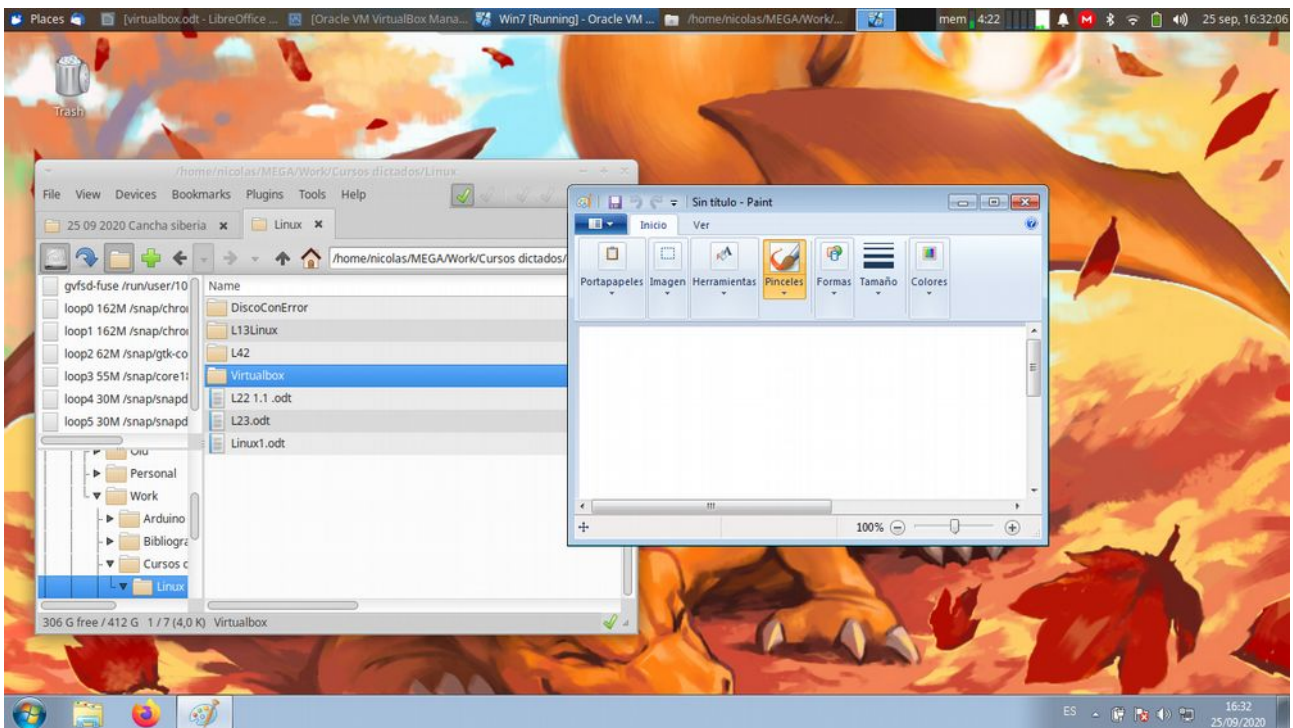 Places [virtualbox.odt - LibreOffice ... [Oracle VM VirtualBox Mana... Win7 [Running] - Oracle VM ... /home/nicolas/MEGA/Work/... mem 4:22 25 sep, 16:32:06
Trash
/home/nicolas/MEGA/Work/Cursos dictados/Linux
File View Devices Bookmarks Plugins Tools Help
25 09 2020 Cancha siberia Linux
/home/nicolas/MEGA/Work/Cursos dictados/
gvfsd-fuse /run/user/10
loop0 162M /snap/chro
loop1 162M /snap/chro
loop2 62M /snap/gtk-co
loop3 55M /snap/core18
loop4 30M /snap/snapd
loop5 30M /snap/snapd
Name
DiscoConError
L13Linux
L42
Virtualbox
L22 1.1 .odt
L23.odt
Linux1.odt
Old
Personal
Work
Arduino
Bibliogra
Cursos c
Linux
306 G free / 412 G 1 / 7 (4,0 K) Virtualbox
Sin título - Paint
Inicio Ver
Portapapeles Imagen Herramientas Pinceles Formas Tamaño Colores
100%
ES 16:32
25/09/2020